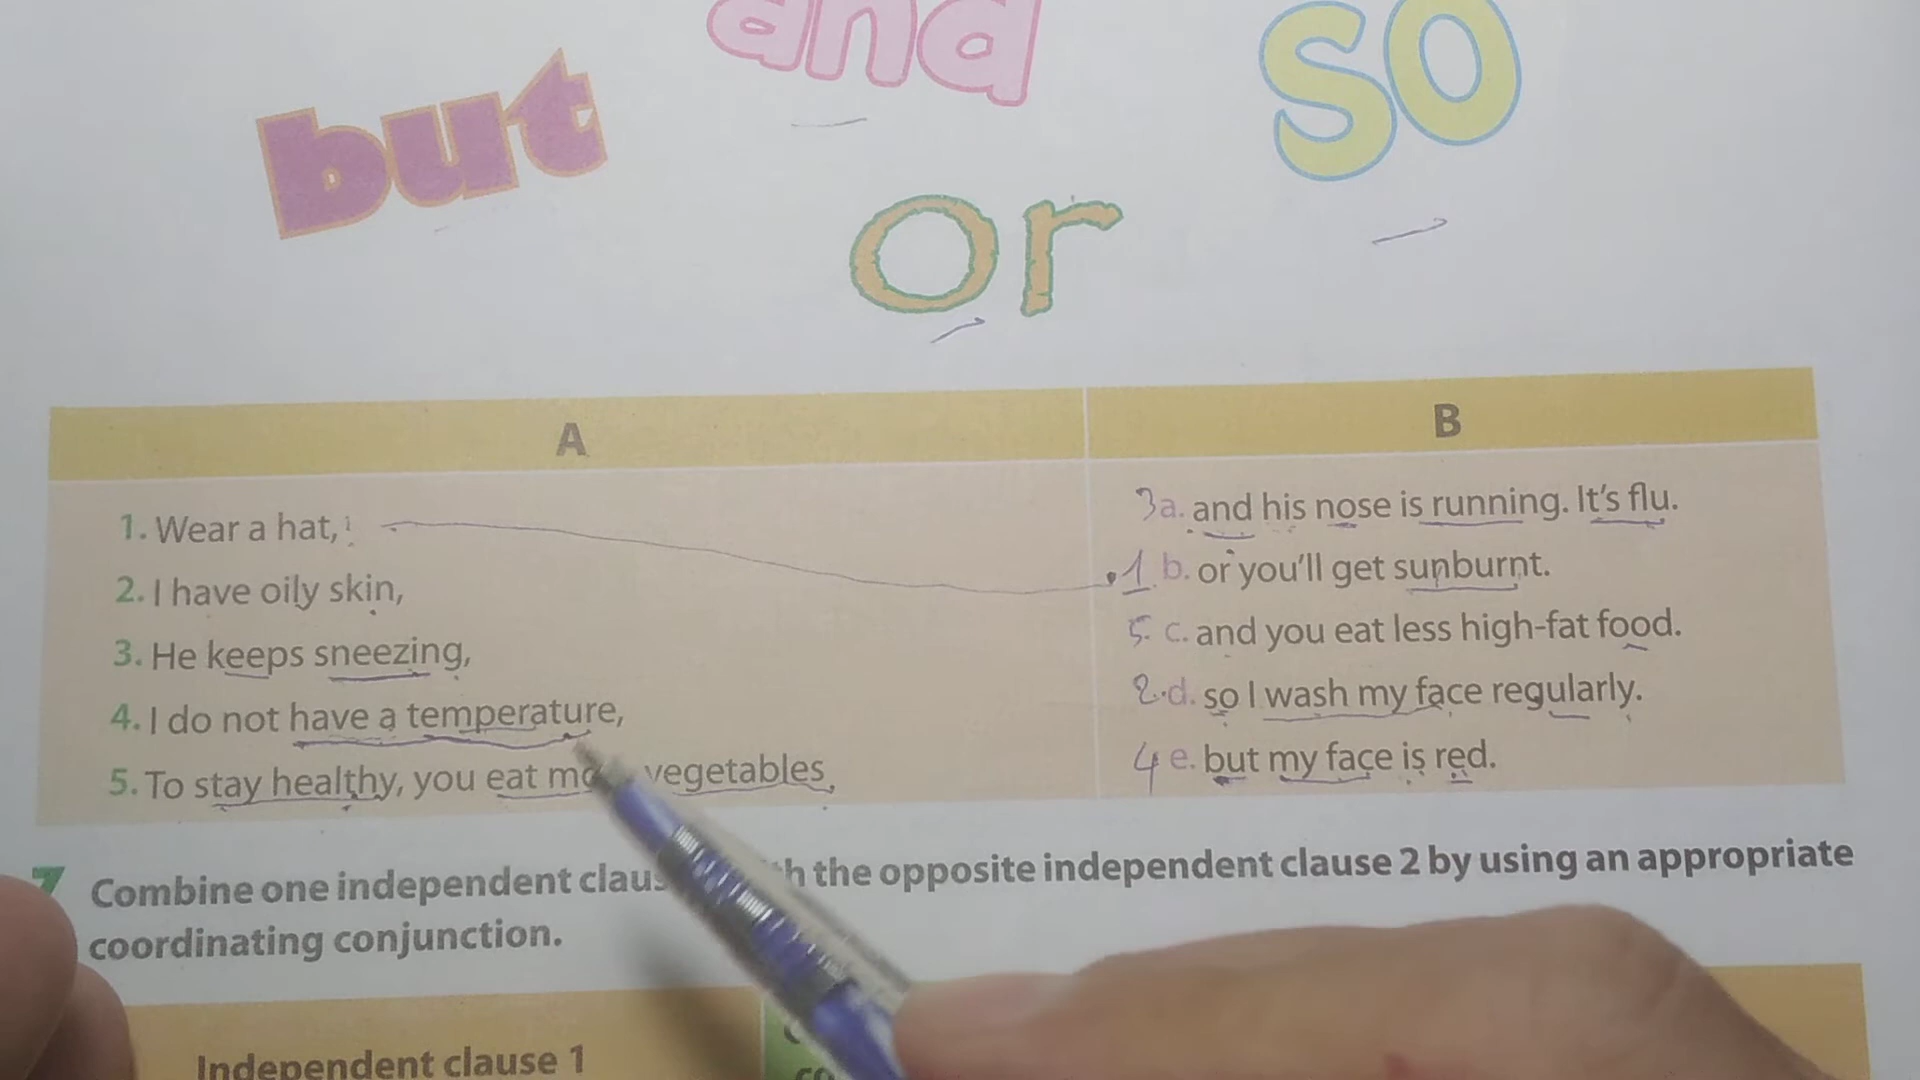 and
but
so
or
A
B
1. Wear a hat,
2. I have oily skin,
3. He keeps sneezing,
4. I do not have a temperature,
5. To stay healthy, you eat vegetables,
3 a. and his nose is running. It's flu.
1 b. or you'll get sunburnt.
5 c. and you eat less high-fat food.
2 d. so I wash my face regularly.
4 e. but my face is red.
7 Combine one independent the opposite independent clause 2 by using an appropriate
coordinating conjunction.
Independent clause 1